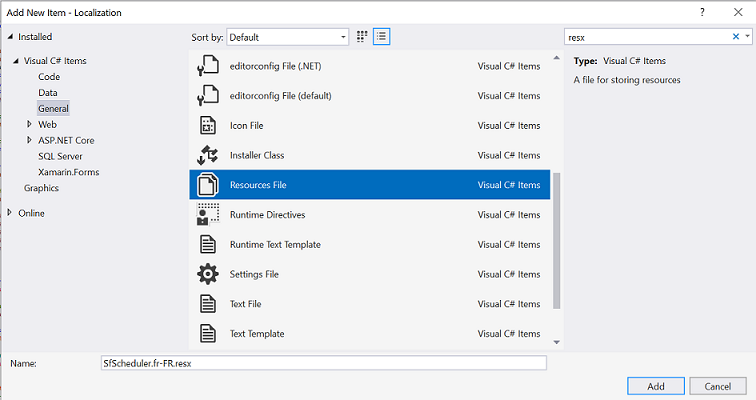 Add New Item - Localization
?
Installed
Sort by: Default
resx
Visual C# Items
Code
Data
General
Web
ASP.NET Core
SQL Server
Xamarin.Forms
Graphics
Online
editorconfig File (.NET) Visual C# Items
editorconfig File (default) Visual C# Items
Icon File Visual C# Items
Installer Class Visual C# Items
Resources File Visual C# Items
Runtime Directives Visual C# Items
Runtime Text Template Visual C# Items
Settings File Visual C# Items
Text File Visual C# Items
Text Template Visual C# Items
Type: Visual C# Items
A file for storing resources
Name: SfScheduler.fr-FR.resx
Add Cancel